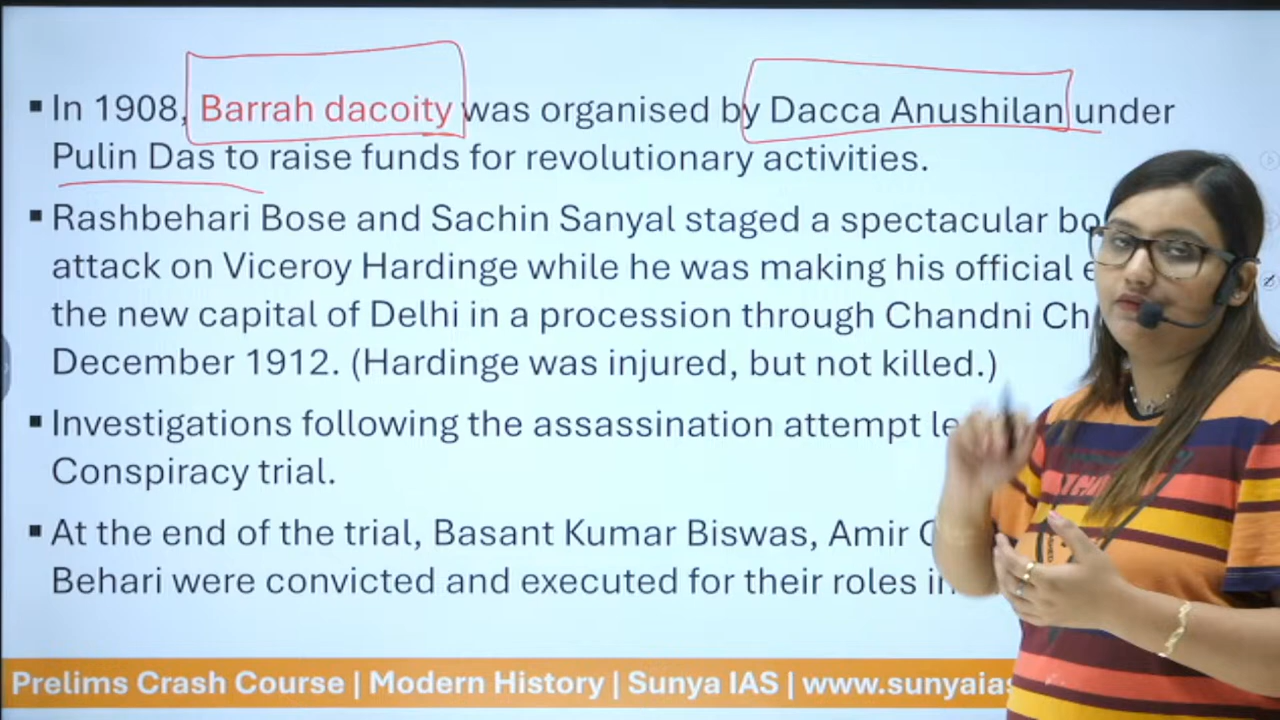 ▪ In 1908, Barrah dacoity was organised by Dacca Anushilan under
Pulin Das to raise funds for revolutionary activities.
▪ Rashbehari Bose and Sachin Sanyal staged a spectacular
attack on Viceroy Hardinge while he was making his official
the new capital of Delhi in a procession through Chandni
December 1912. (Hardinge was injured, but not killed.)
▪ Investigations following the assassination attempt
Conspiracy trial.
▪ At the end of the trial, Basant Kumar Biswas, Amir
Behari were convicted and executed for their roles
Prelims Crash Course | Modern History | Sunya IAS | www.sunyaias